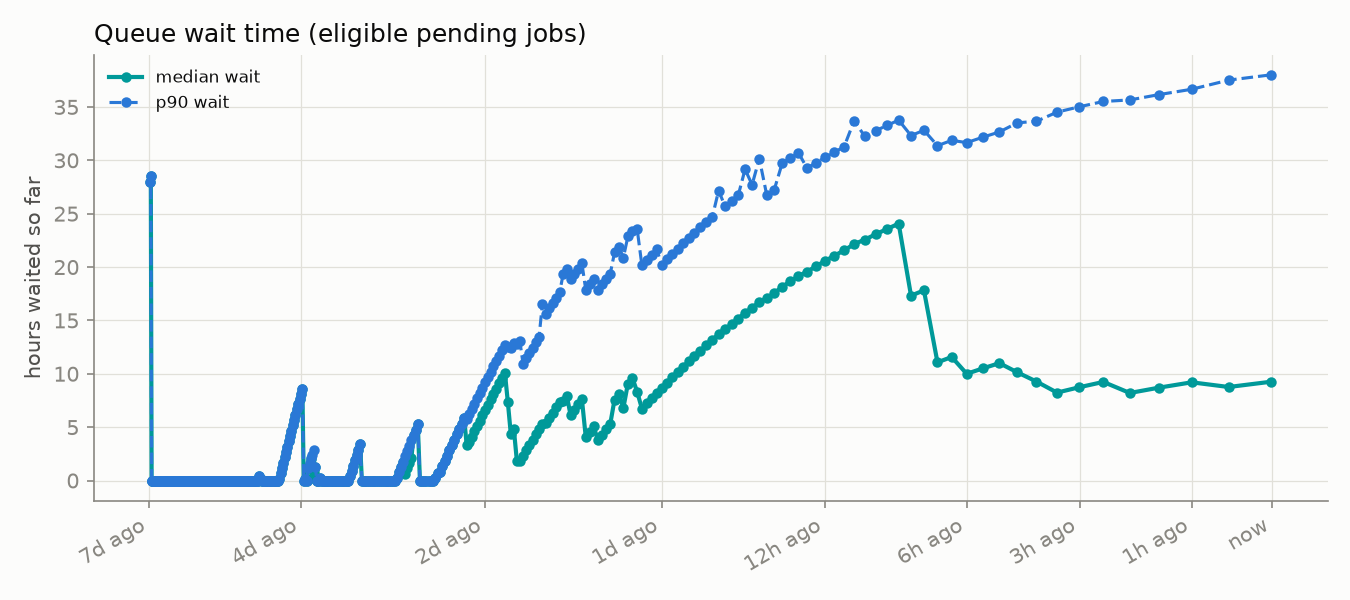 Queue wait time (eligible pending jobs)
median wait
p90 wait
hours waited so far
35
30
25
20
15
10
5
0
7d ago
4d ago
2d ago
1d ago
12h ago
6h ago
3h ago
1h ago
now